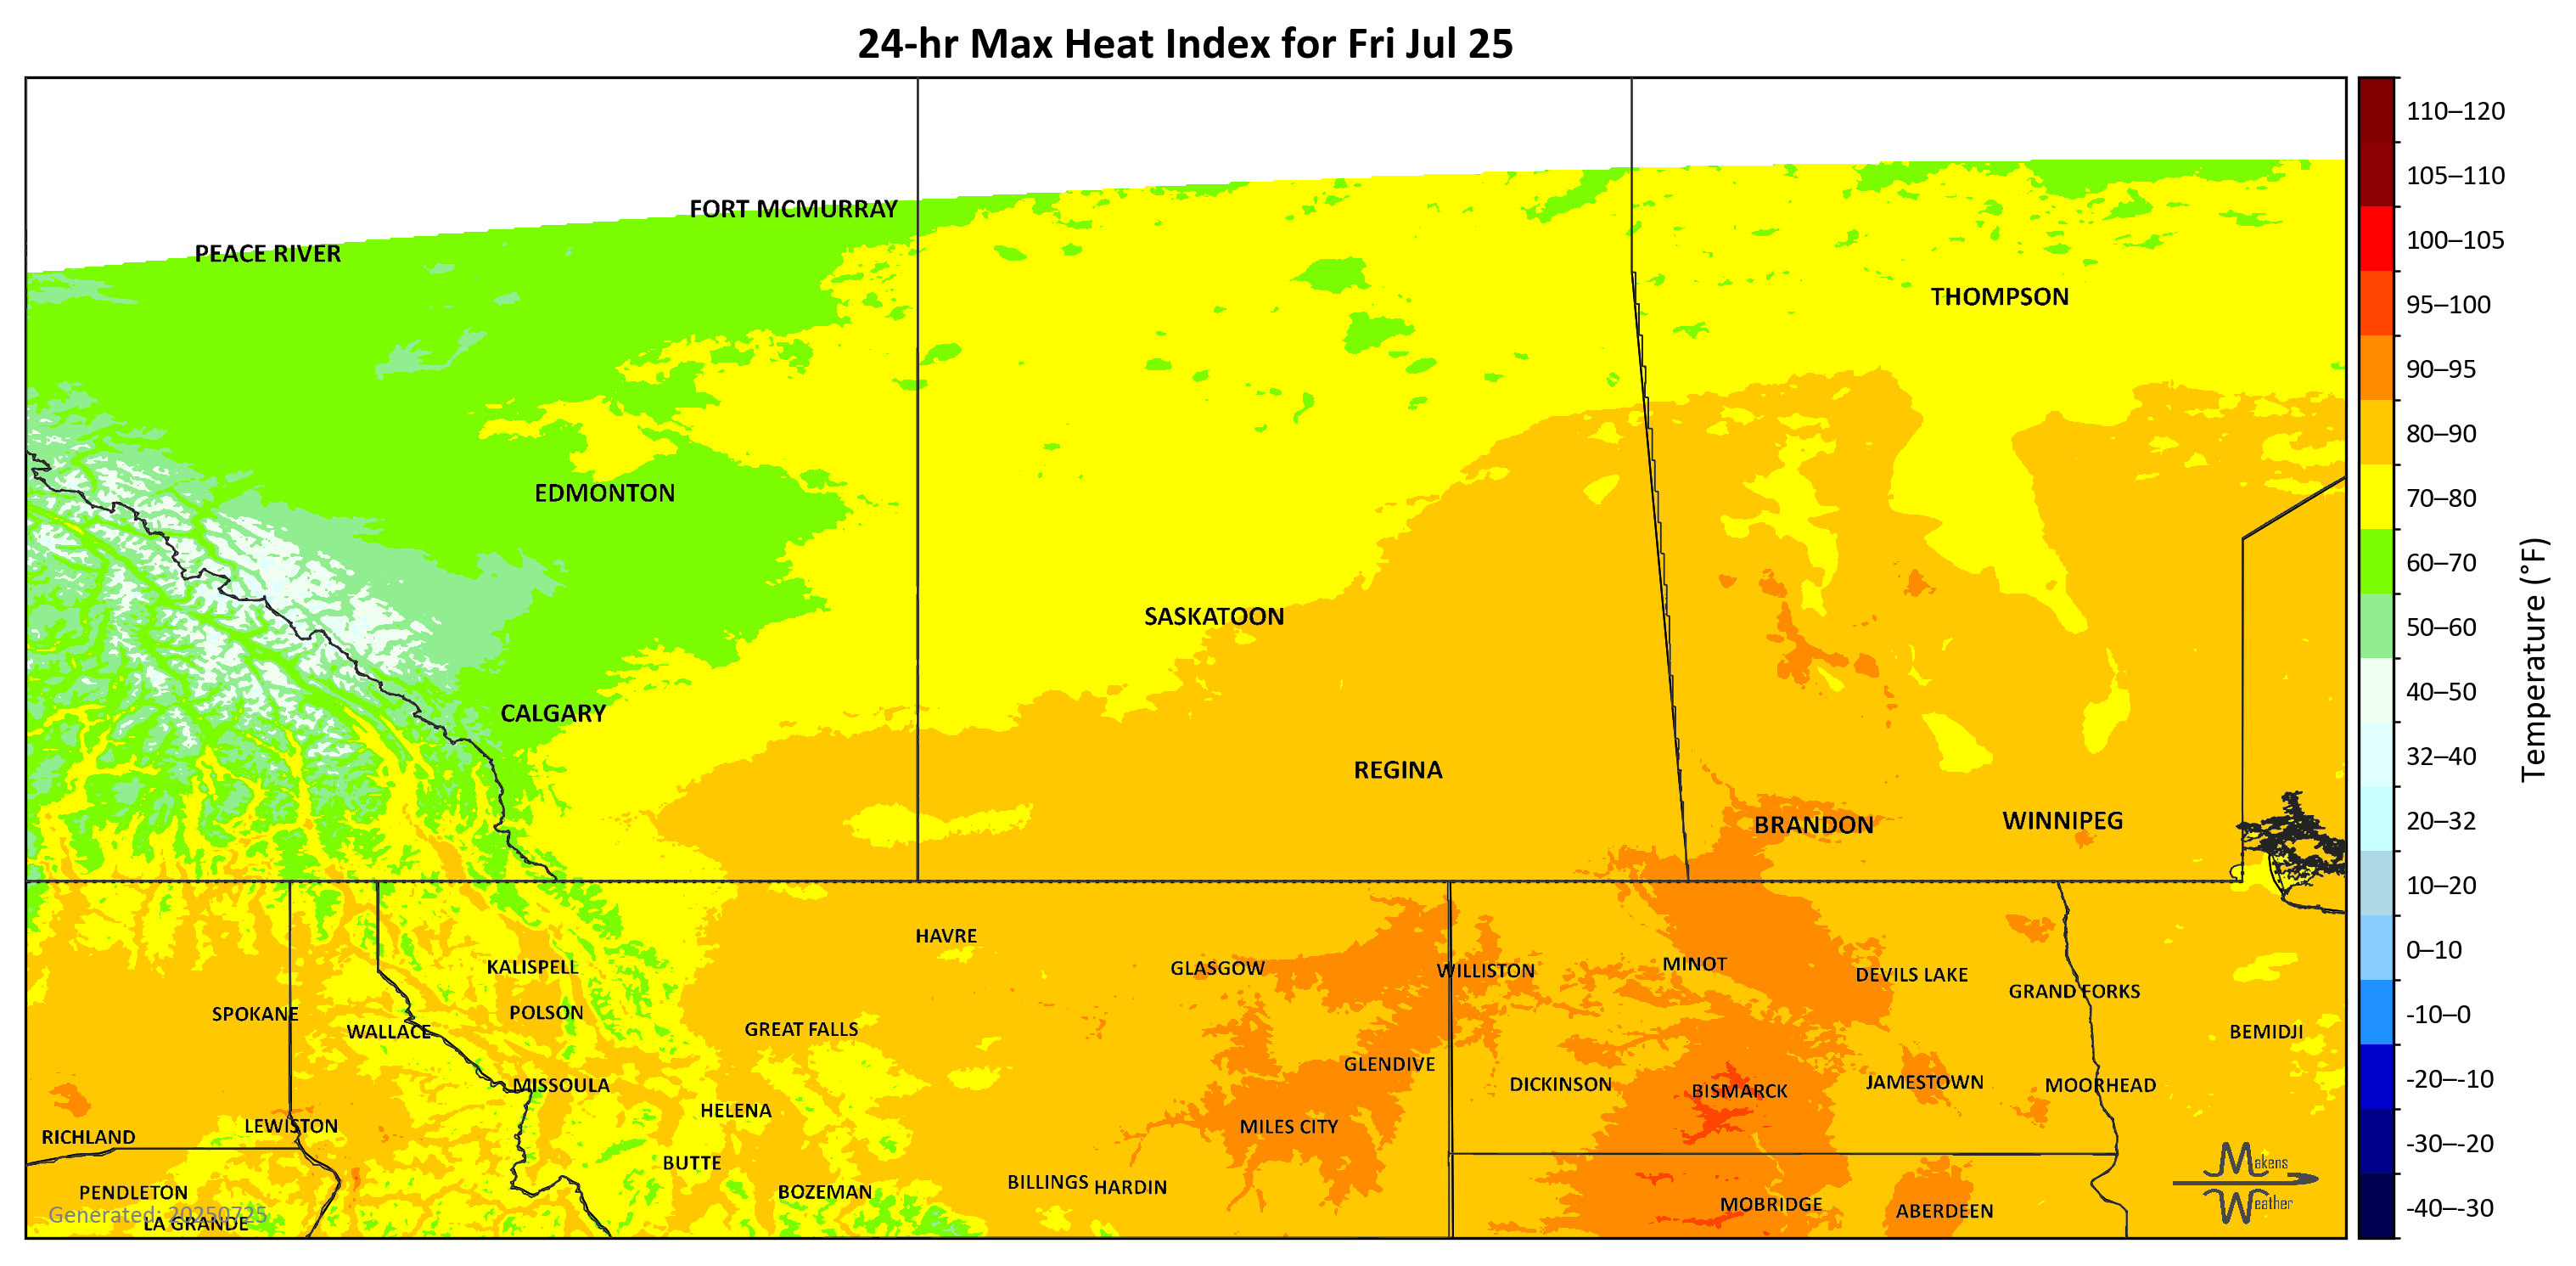 24-hr Max Heat Index for Fri Jul 25
FORT MCMURRAY
PEACE RIVER
THOMPSON
EDMONTON
SASKATOON
CALGARY
REGINA
BRANDON
WINNIPEG
HAVRE
KALISPELL
GLASGOW
WILLISTON
MINOT
DEVILS LAKE
GRAND FORKS
SPOKANE
POLSON
WALLACE
GREAT FALLS
BEMIDJI
GLENDIVE
MISSOULA
DICKINSON
BISMARCK
JAMESTOWN
MOORHEAD
HELENA
LEWISTON
MILES CITY
RICHLAND
BUTTE
BILLINGS
HARDIN
PENDLETON
BOZEMAN
MOBRIDGE
ABERDEEN
Generated: 20250725
LA GRANDE
Makens
Weather
110–120
105–110
100–105
95–100
90–95
80–90
70–80
60–70
50–60
40–50
32–40
20–32
10–20
0–10
-10–0
-20–-10
-30–-20
-40–-30
Temperature (°F)